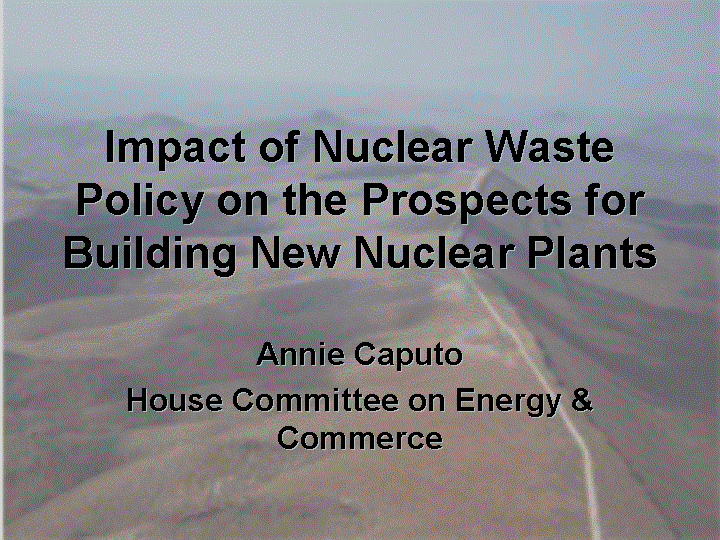 Impact of Nuclear Waste
Policy on the Prospects for
Building New Nuclear Plants
Annie Caputo
House Committee on Energy &
Commerce